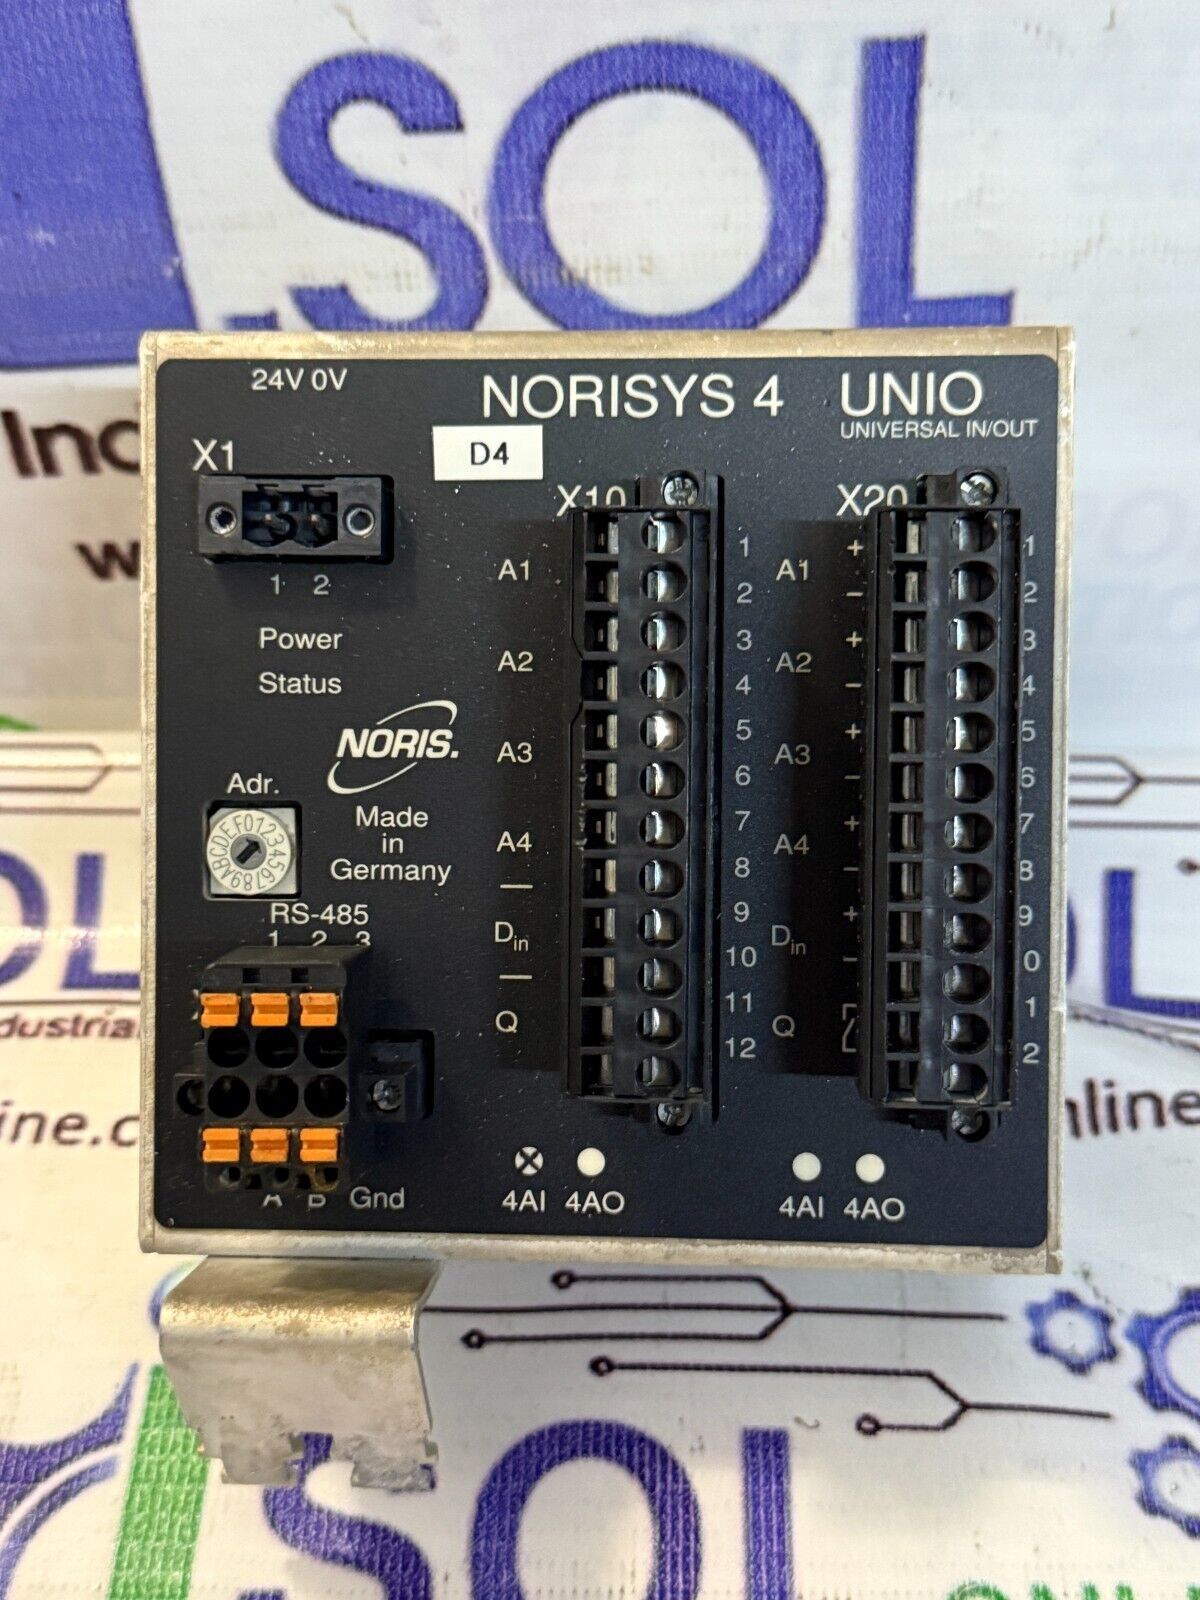 SOL
24V 0V
NORISYS 4
UNIO
UNIVERSAL IN/OUT
X1
D4
X10
X20
1 2
Power
Status
NORIS.
Adr.
0123456789ABCDEF
Made
in
Germany
RS-485
1 2 3
A B Gnd
A1
A2
A3
A4
Din
Q
1
2
3
4
5
6
7
8
9
10
11
12
4AI 4AO
A1 + −
A2 + −
A3 + −
A4 + −
Din + −
Q
1
2
3
4
5
6
7
8
9
0
1
2
4AI 4AO
SOL